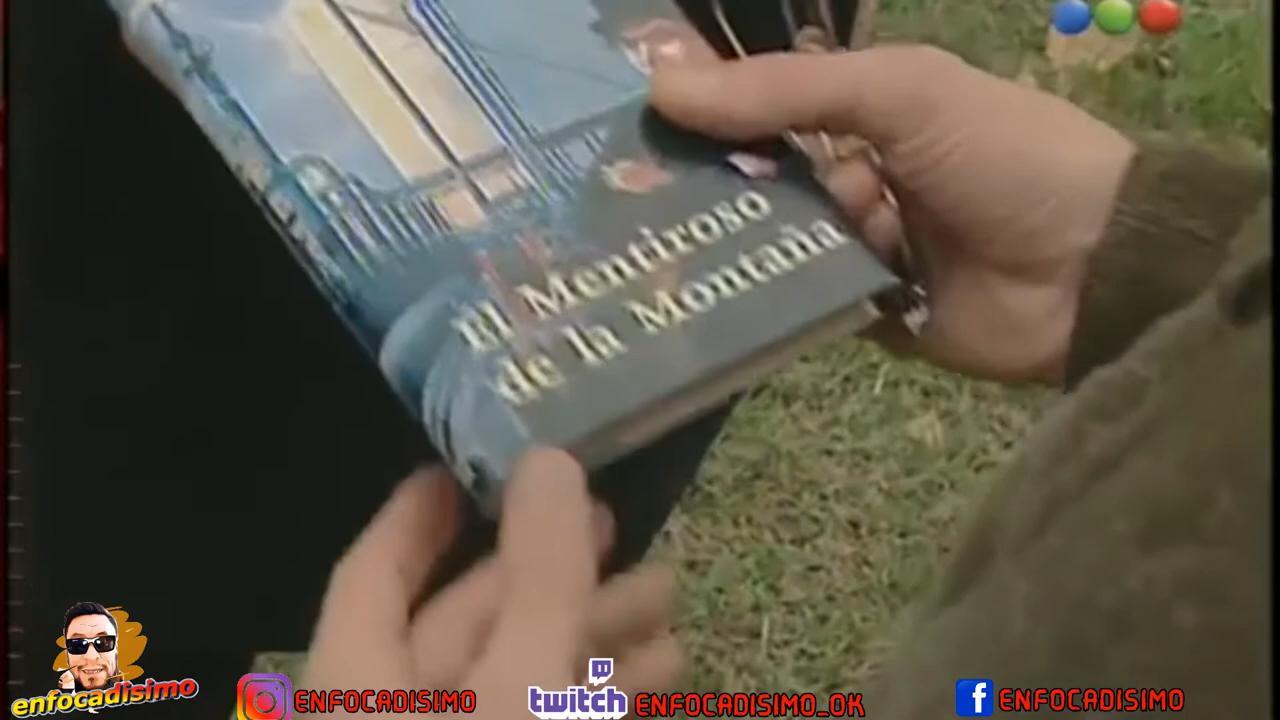 El Mentiroso
de la Montaña
enfocadisimo
ENFOCADISIMO
twitch
ENFOCADISIMO_OK
ENFOCADISIMO